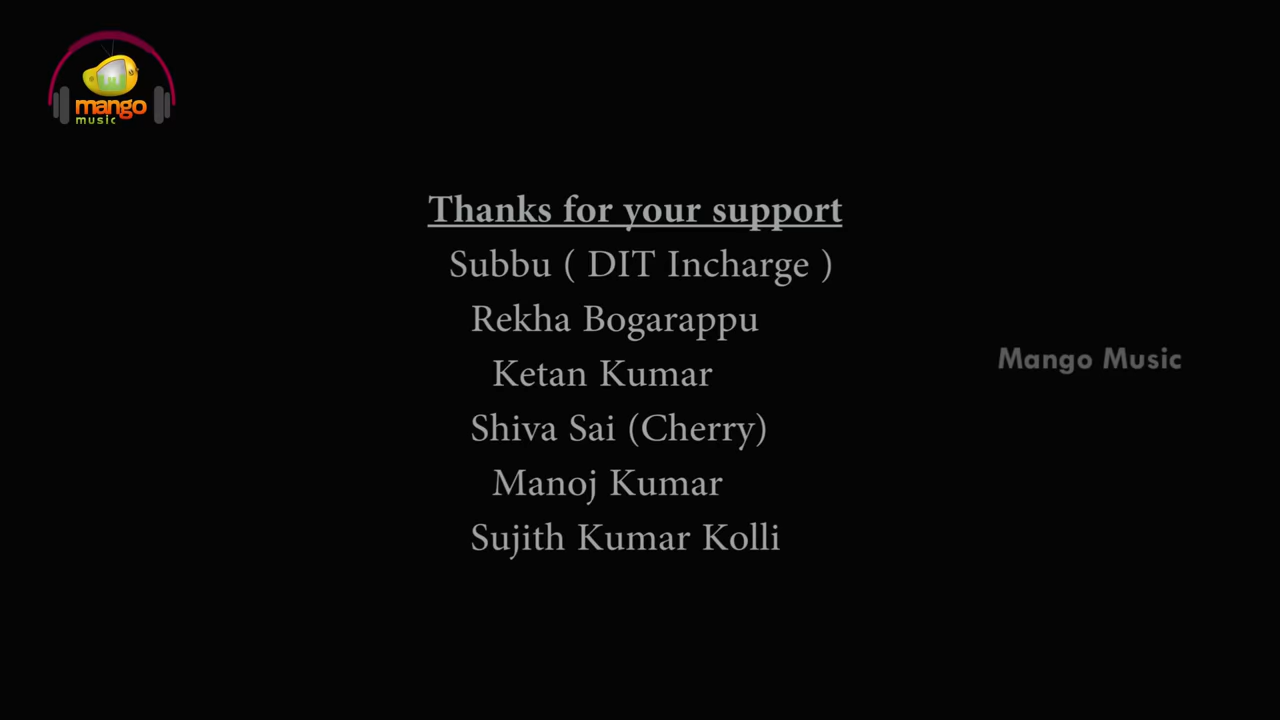 mango
music
Thanks for your support
Subbu ( DIT Incharge )
Rekha Bogarappu
Ketan Kumar
Mango Music
Shiva Sai (Cherry)
Manoj Kumar
Sujith Kumar Kolli